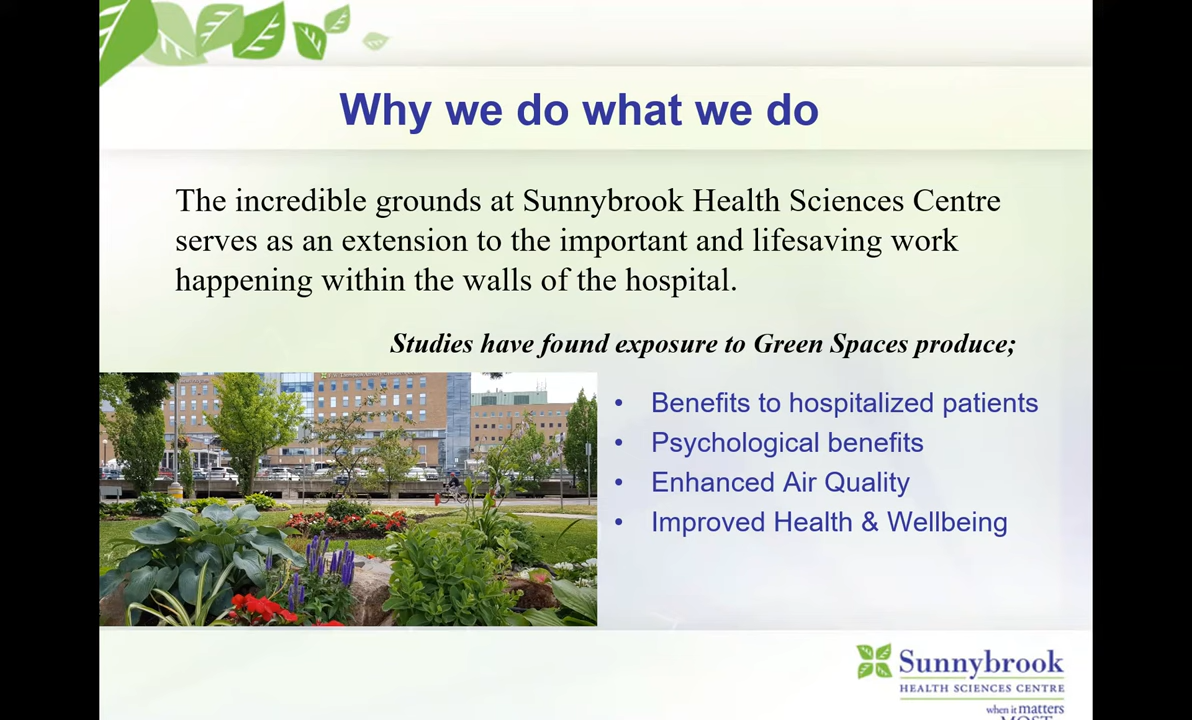 Why we do what we do
The incredible grounds at Sunnybrook Health Sciences Centre
serves as an extension to the important and lifesaving work
happening within the walls of the hospital.
Studies have found exposure to Green Spaces produce;
• Benefits to hospitalized patients
• Psychological benefits
• Enhanced Air Quality
• Improved Health & Wellbeing
Sunnybrook
HEALTH SCIENCES CENTRE
when it matters
MOST